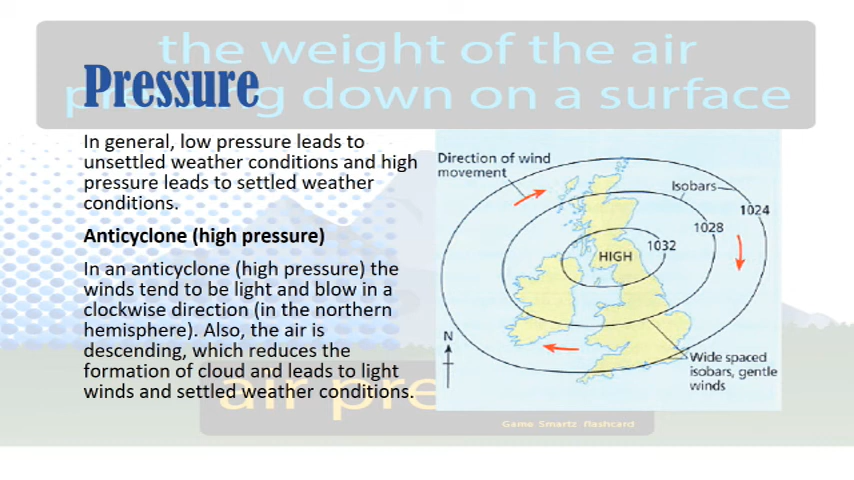 the weight of the air
Pressure
down on a surface
In general, low pressure leads to
unsettled weather conditions and high
pressure leads to settled weather
conditions.
Anticyclone (high pressure)
In an anticyclone (high pressure) the
winds tend to be light and blow in a
clockwise direction (in the northern
hemisphere). Also, the air is
descending, which reduces the
formation of cloud and leads to light
winds and settled weather conditions.
Direction of wind
movement
Isobars
1024
1028
1032
HIGH
N
Wide spaced
isobars, gentle
winds
air
Game Smartz flashcard